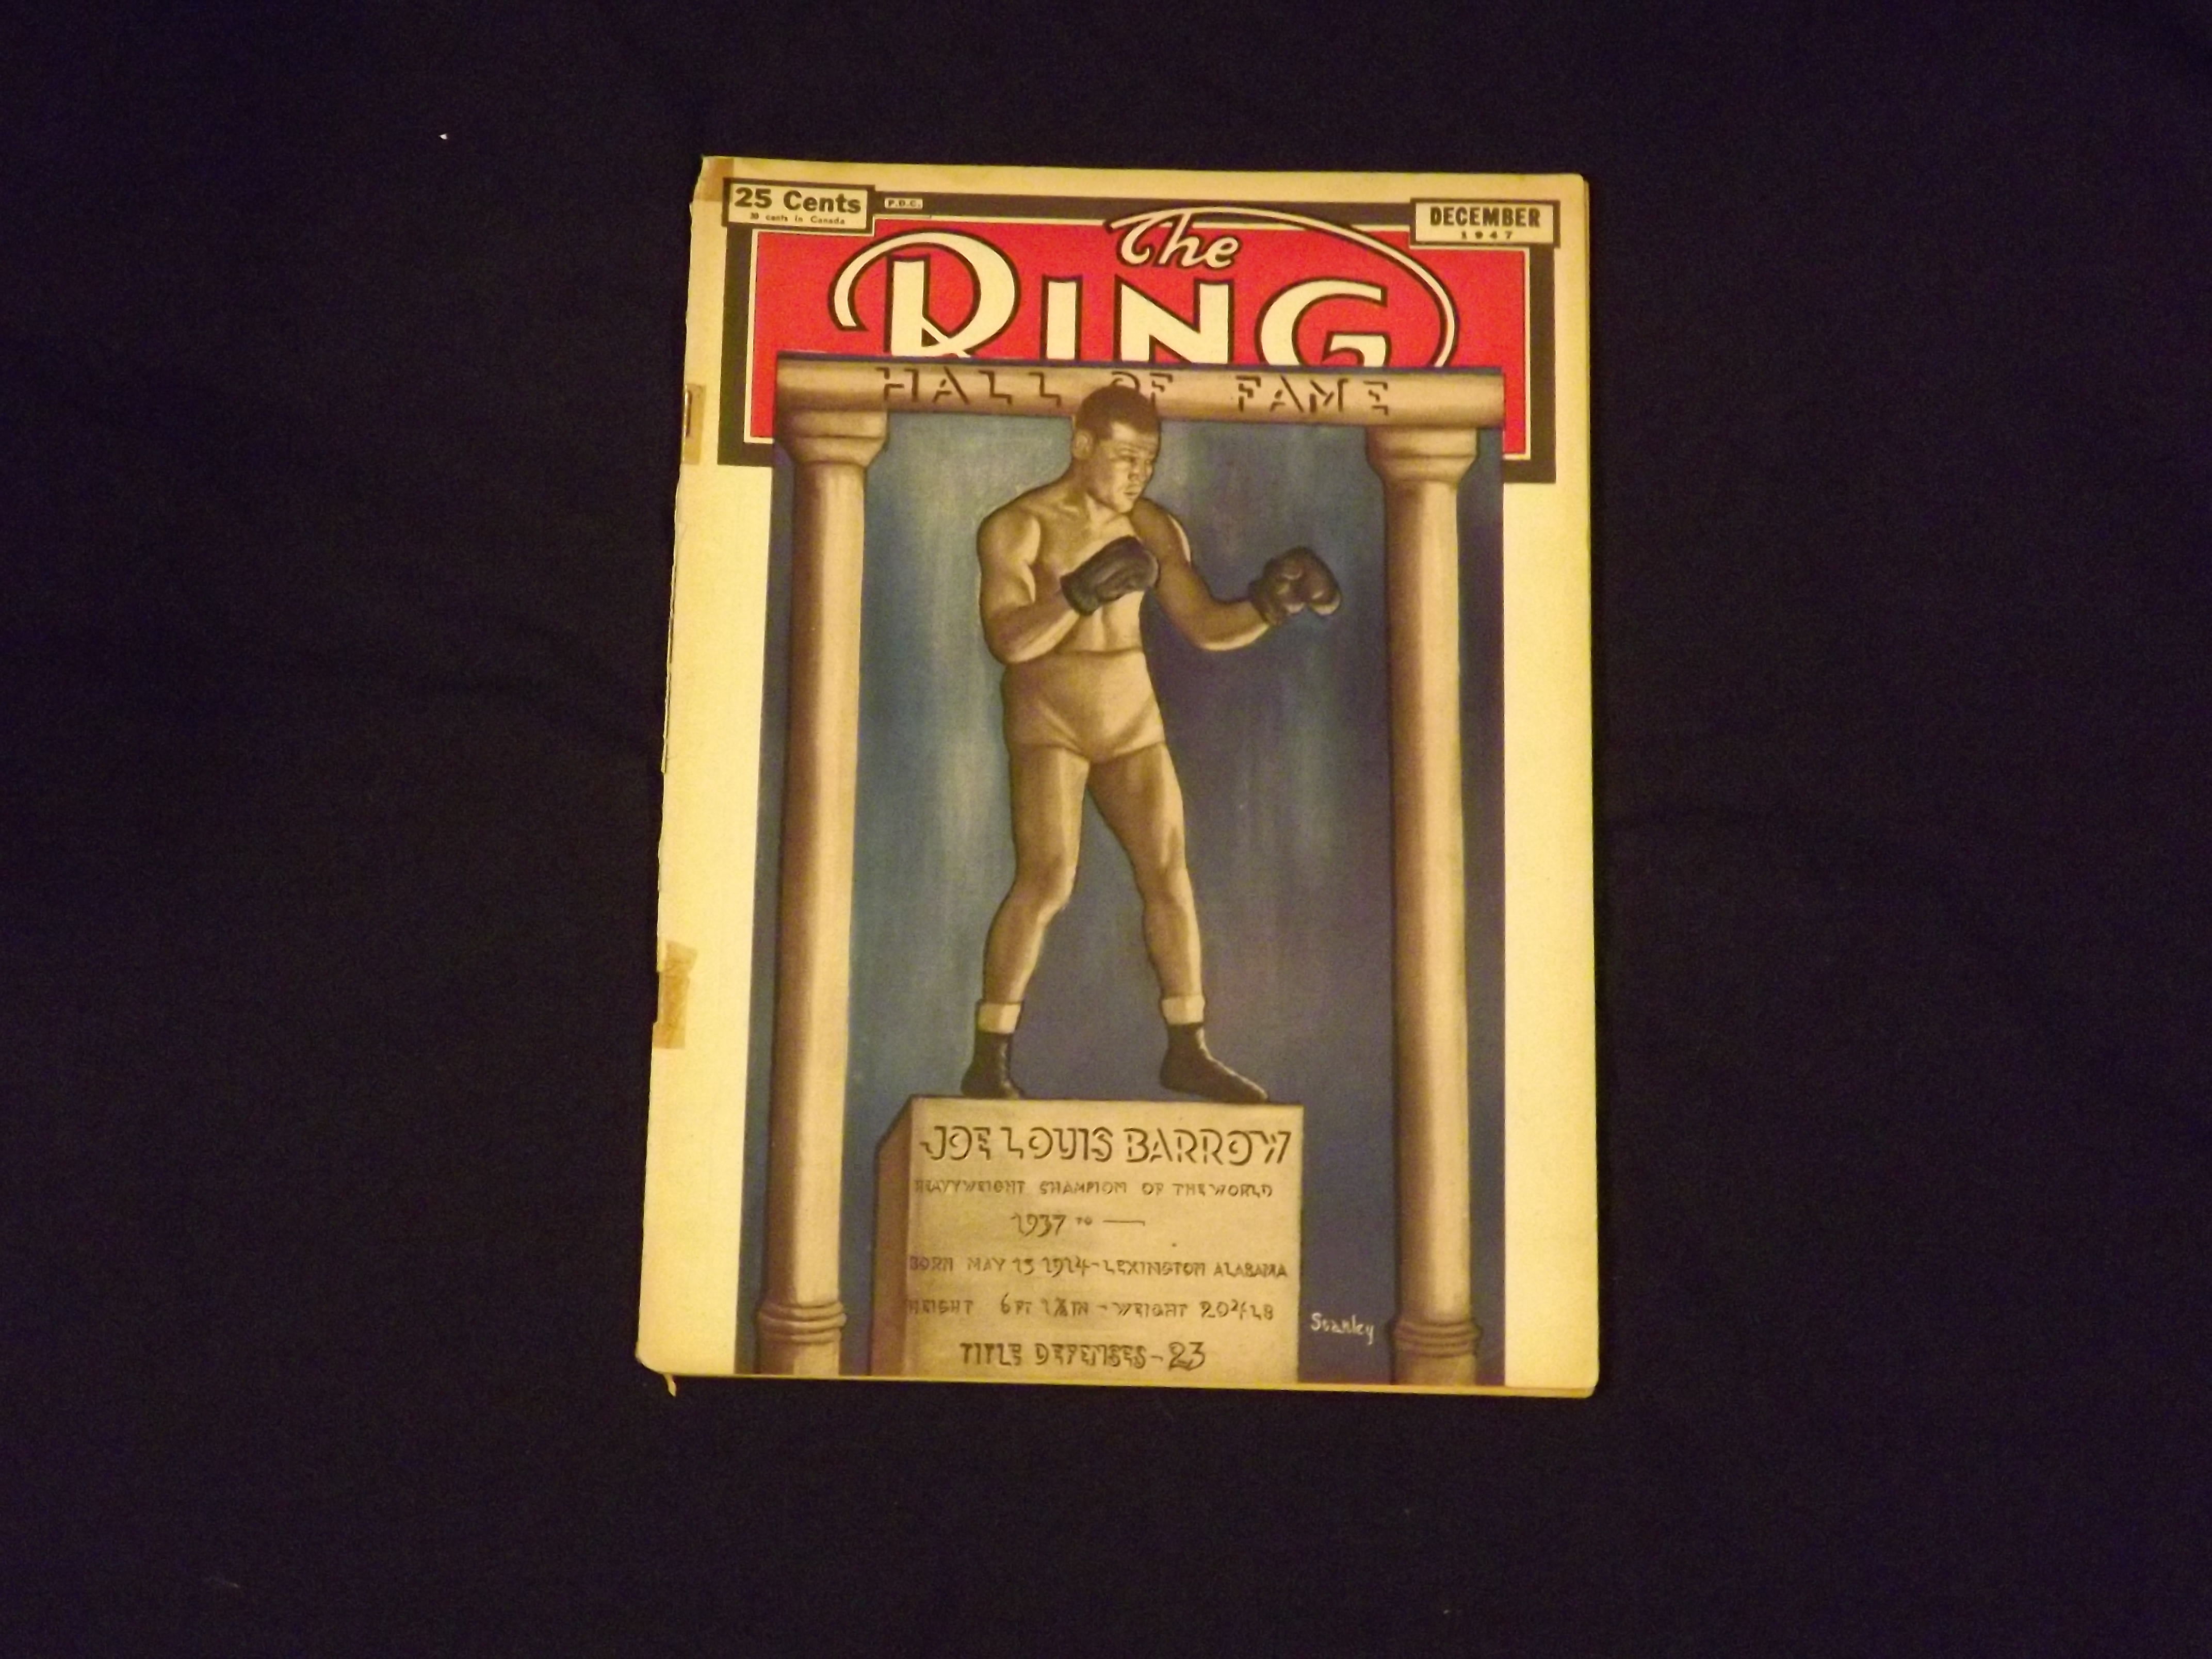 25 Cents
30 cents in Canada
P.D.C.
DECEMBER
1947
The
RING
HALL OF FAME
JOE LOUIS BARROW
HEAVYWEIGHT CHAMPION OF THE WORLD
1937 TO —
BORN MAY 13 1914-LEXINGTON ALABAMA
HEIGHT 6FT 1½IN - WEIGHT 204LB
TITLE DEFENSES-23
Stanley